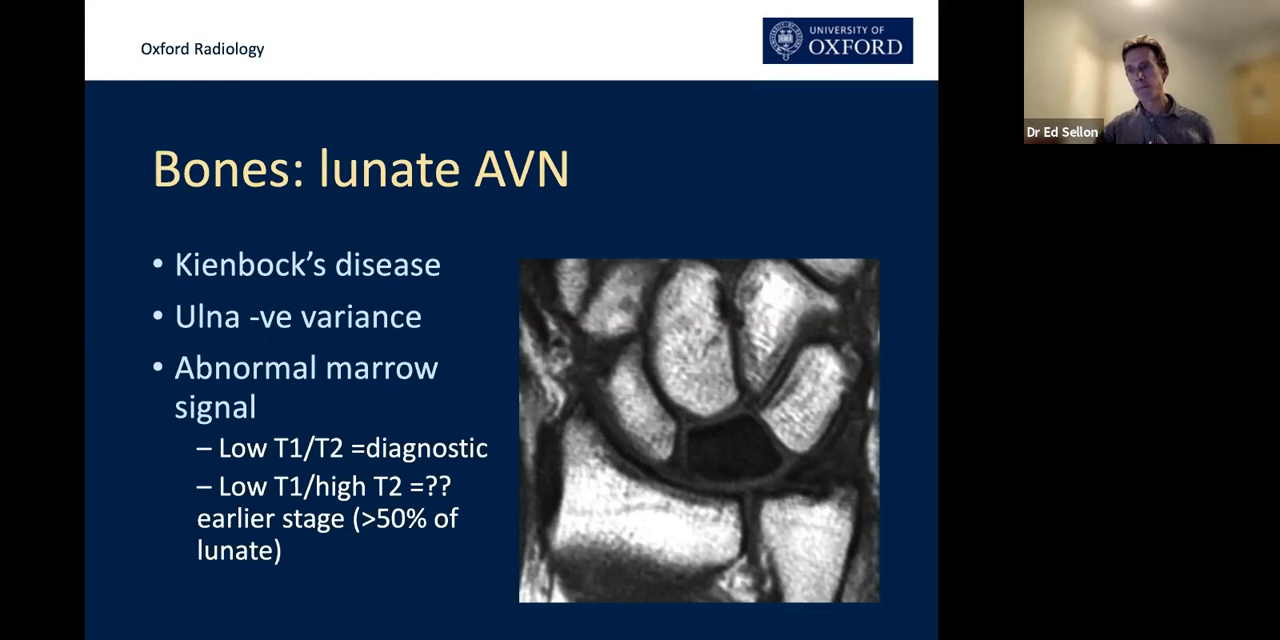 Oxford Radiology
UNIVERSITY OF
OXFORD
Dr Ed Sellon
Bones: lunate AVN
• Kienbock’s disease
• Ulna -ve variance
• Abnormal marrow
signal
– Low T1/T2 =diagnostic
– Low T1/high T2 =??
earlier stage (>50% of
lunate)